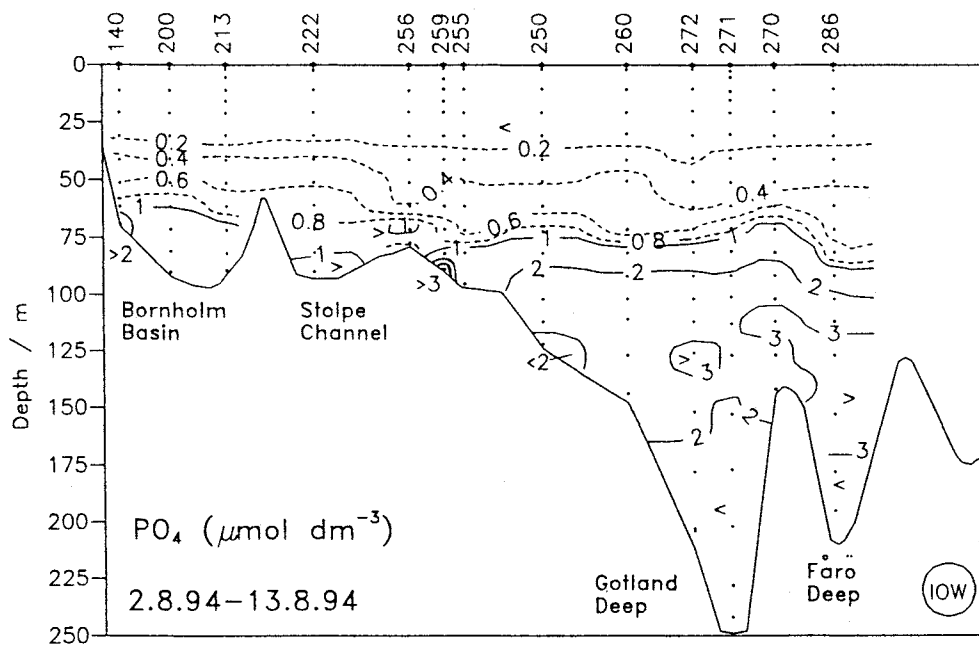 140 200 213 222 256 259 255 250 260 272 271 270 286
0
25
50
75
100
125
150
175
200
225
250
Depth / m
<
0.2 0.2
0.4 0.4 0.4
0.6
1 0.8 >1 0.6 0.8 1
>2 1 > 1 1
>3 2 2 2
Bornholm
Basin
Stolpe
Channel
<2 > 3 3 3
2 2 >
3
< <
PO₄ (μmol dm⁻³)
2.8.94–13.8.94
Gotland
Deep
Fårö
Deep
IOW